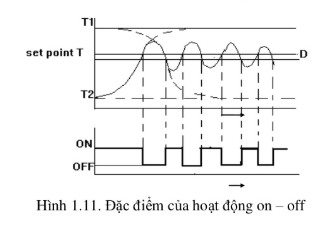 T1
set point T
D
T2
ON
OFF
Hình 1.11. Đặc điểm của hoạt động on – off